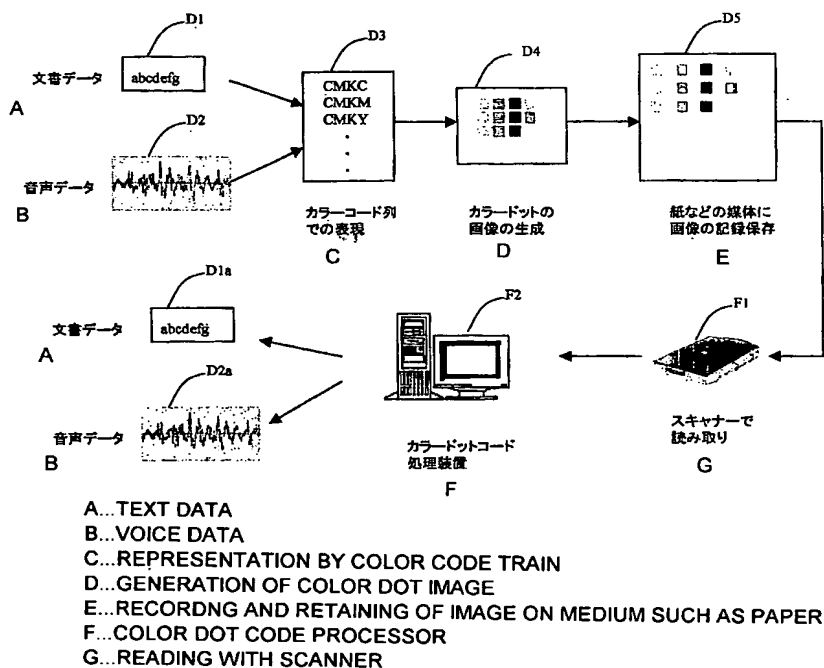 D1
文書データ
abcdefg
A
D2
音声データ
B
D3
CMKC
CMKM
CMKY
カラーコード列
での表現
C
D4
カラードットの
画像の生成
D
D5
紙などの媒体に
画像の記録保存
E
D1a
文書データ
abcdefg
A
D2a
音声データ
B
F2
カラードットコード
処理装置
F
F1
スキャナーで
読み取り
G
A...TEXT DATA
B...VOICE DATA
C...REPRESENTATION BY COLOR CODE TRAIN
D...GENERATION OF COLOR DOT IMAGE
E...RECORDNG AND RETAINING OF IMAGE ON MEDIUM SUCH AS PAPER
F...COLOR DOT CODE PROCESSOR
G...READING WITH SCANNER